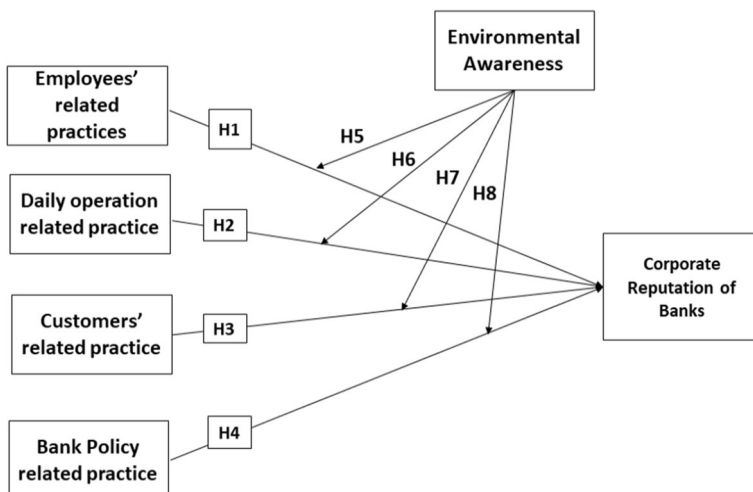 Environmental
Awareness
Employees'
related
practices
H1
H5
H6
H7
H8
Daily operation
related practice
H2
Corporate
Reputation of
Banks
Customers'
related practice
H3
H4
Bank Policy
related practice